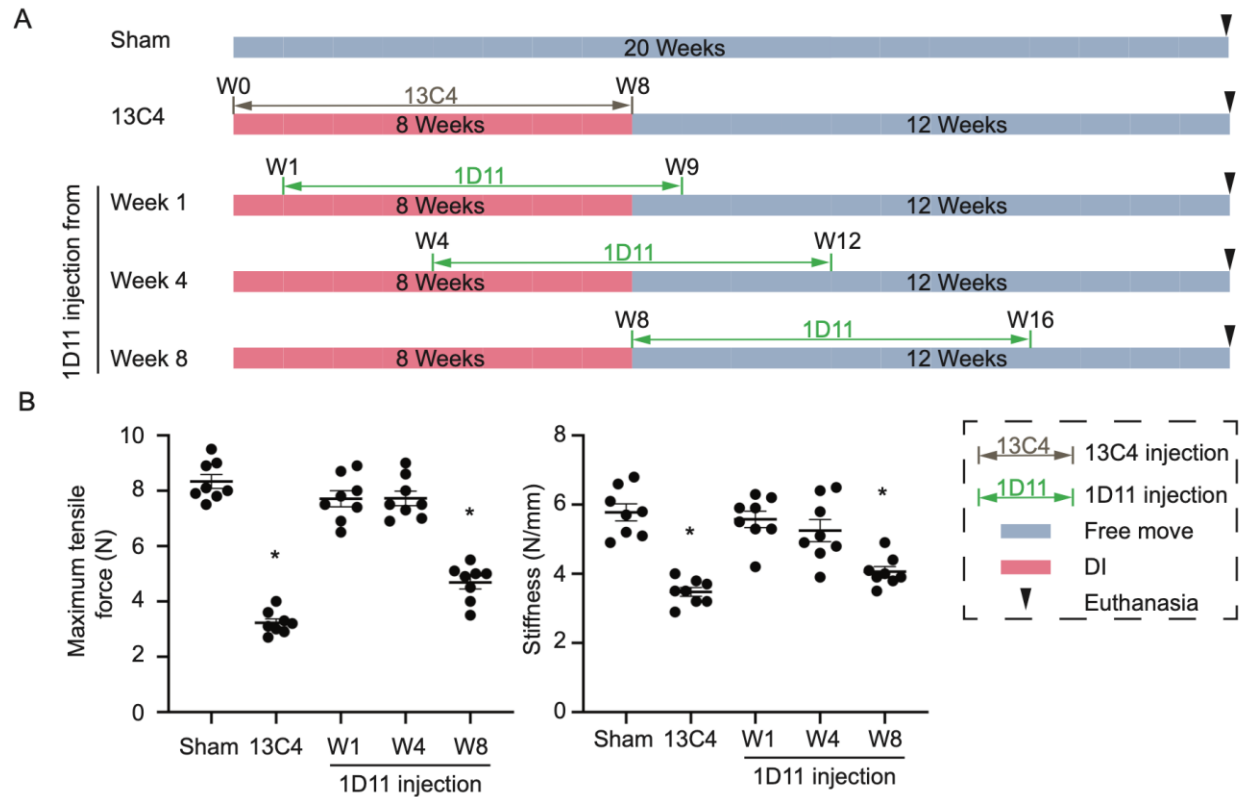 A
Sham
20 Weeks
W0
13C4
W8
13C4
8 Weeks
12 Weeks
1D11 injection from
W1
1D11
W9
Week 1
8 Weeks
12 Weeks
W4
1D11
W12
Week 4
8 Weeks
12 Weeks
W8
1D11
W16
Week 8
8 Weeks
12 Weeks
B
Maximum tensile
force (N)
10
8
6
4
2
0
*
*
Sham 13C4 W1 W4 W8
1D11 injection
Stiffness (N/mm)
8
6
4
2
0
*
*
Sham 13C4 W1 W4 W8
1D11 injection
13C4 13C4 injection
1D11 1D11 injection
Free move
DI
Euthanasia